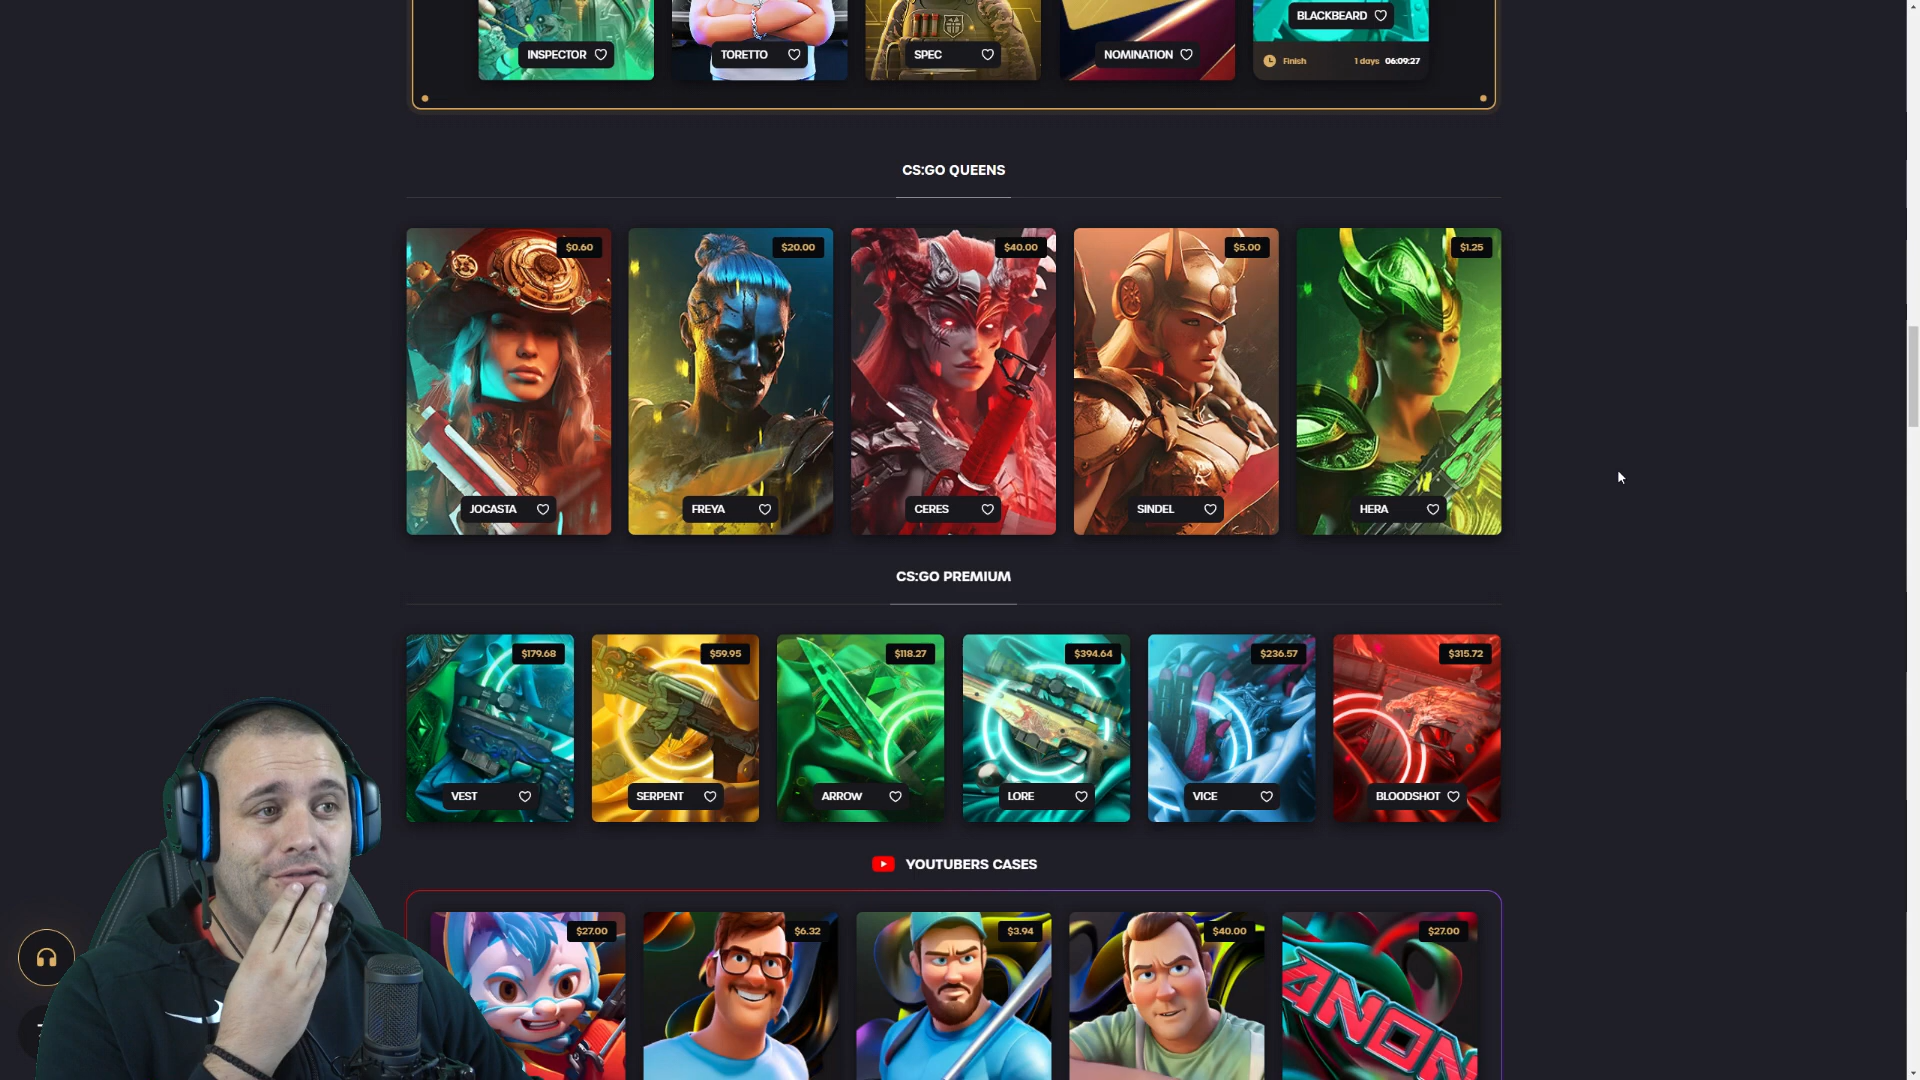 BLACKBEARD
INSPECTOR
TORETTO
SPEC
NOMINATION
Finish 1 days 06:09:27
CS:GO QUEENS
$0.60
$20.00
$40.00
$5.00
$1.25
JOCASTA
FREYA
CERES
SINDEL
HERA
CS:GO PREMIUM
$179.68
$59.95
$118.27
$394.64
$236.57
$315.72
VEST
SERPENT
ARROW
LORE
VICE
BLOODSHOT
YOUTUBERS CASES
$27.00
$6.32
$3.94
$40.00
$27.00
ANON